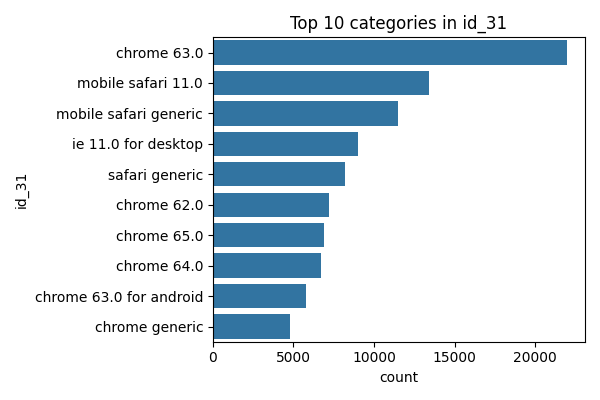 Top 10 categories in id_31
chrome 63.0
mobile safari 11.0
mobile safari generic
ie 11.0 for desktop
safari generic
chrome 62.0
chrome 65.0
chrome 64.0
chrome 63.0 for android
chrome generic
id_31
0 5000 10000 15000 20000
count